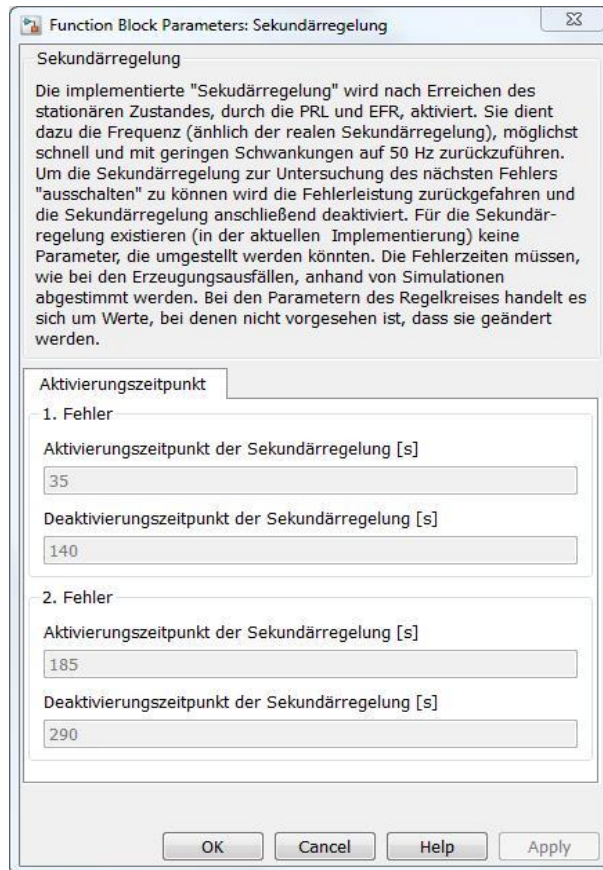 Function Block Parameters: Sekundärregelung
Sekundärregelung
Die implementierte "Sekudärregelung" wird nach Erreichen des
stationären Zustandes, durch die PRL und EFR, aktiviert. Sie dient
dazu die Frequenz (änhlich der realen Sekundärregelung), möglichst
schnell und mit geringen Schwankungen auf 50 Hz zurückzuführen.
Um die Sekundärregelung zur Untersuchung des nächsten Fehlers
"ausschalten" zu können wird die Fehlerleistung zurückgefahren und
die Sekundärregelung anschließend deaktiviert. Für die Sekundär-
regelung existieren (in der aktuellen Implementierung) keine
Parameter, die umgestellt werden könnten. Die Fehlerzeiten müssen,
wie bei den Erzeugungsausfällen, anhand von Simulationen
abgestimmt werden. Bei den Parametern des Regelkreises handelt es
sich um Werte, bei denen nicht vorgesehen ist, dass sie geändert
werden.
Aktivierungszeitpunkt
1. Fehler
Aktivierungszeitpunkt der Sekundärregelung [s]
35
Deaktivierungszeitpunkt der Sekundärregelung [s]
140
2. Fehler
Aktivierungszeitpunkt der Sekundärregelung [s]
185
Deaktivierungszeitpunkt der Sekundärregelung [s]
290
OK Cancel Help Apply